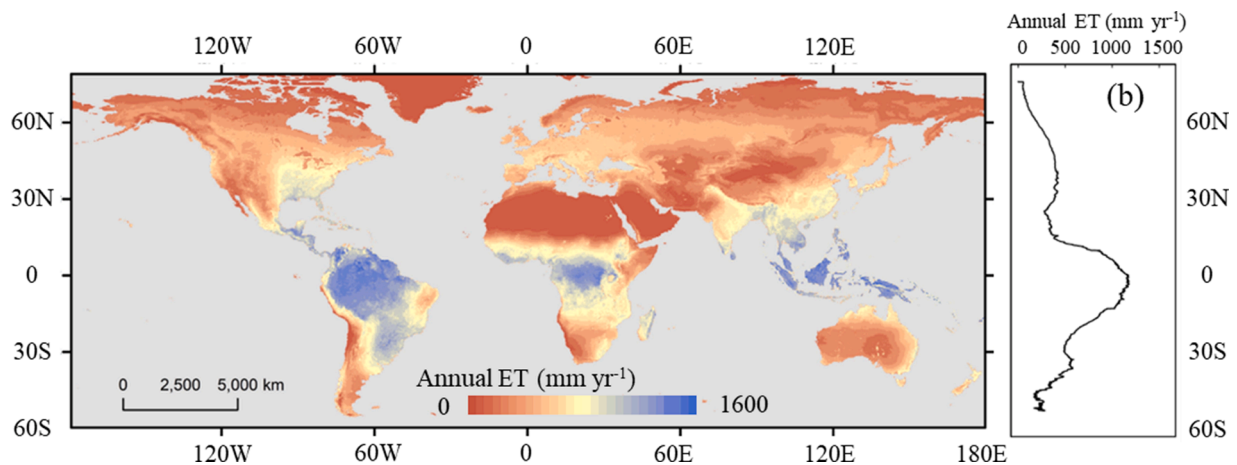 120W 60W 0 60E 120E
60N
30N
0
30S
60S
0 2,500 5,000 km
Annual ET (mm yr⁻¹)
0 1600
120W 60W 0 60E 120E 180E
Annual ET (mm yr⁻¹)
0 500 1000 1500
(b)
60N
30N
0
30S
60S